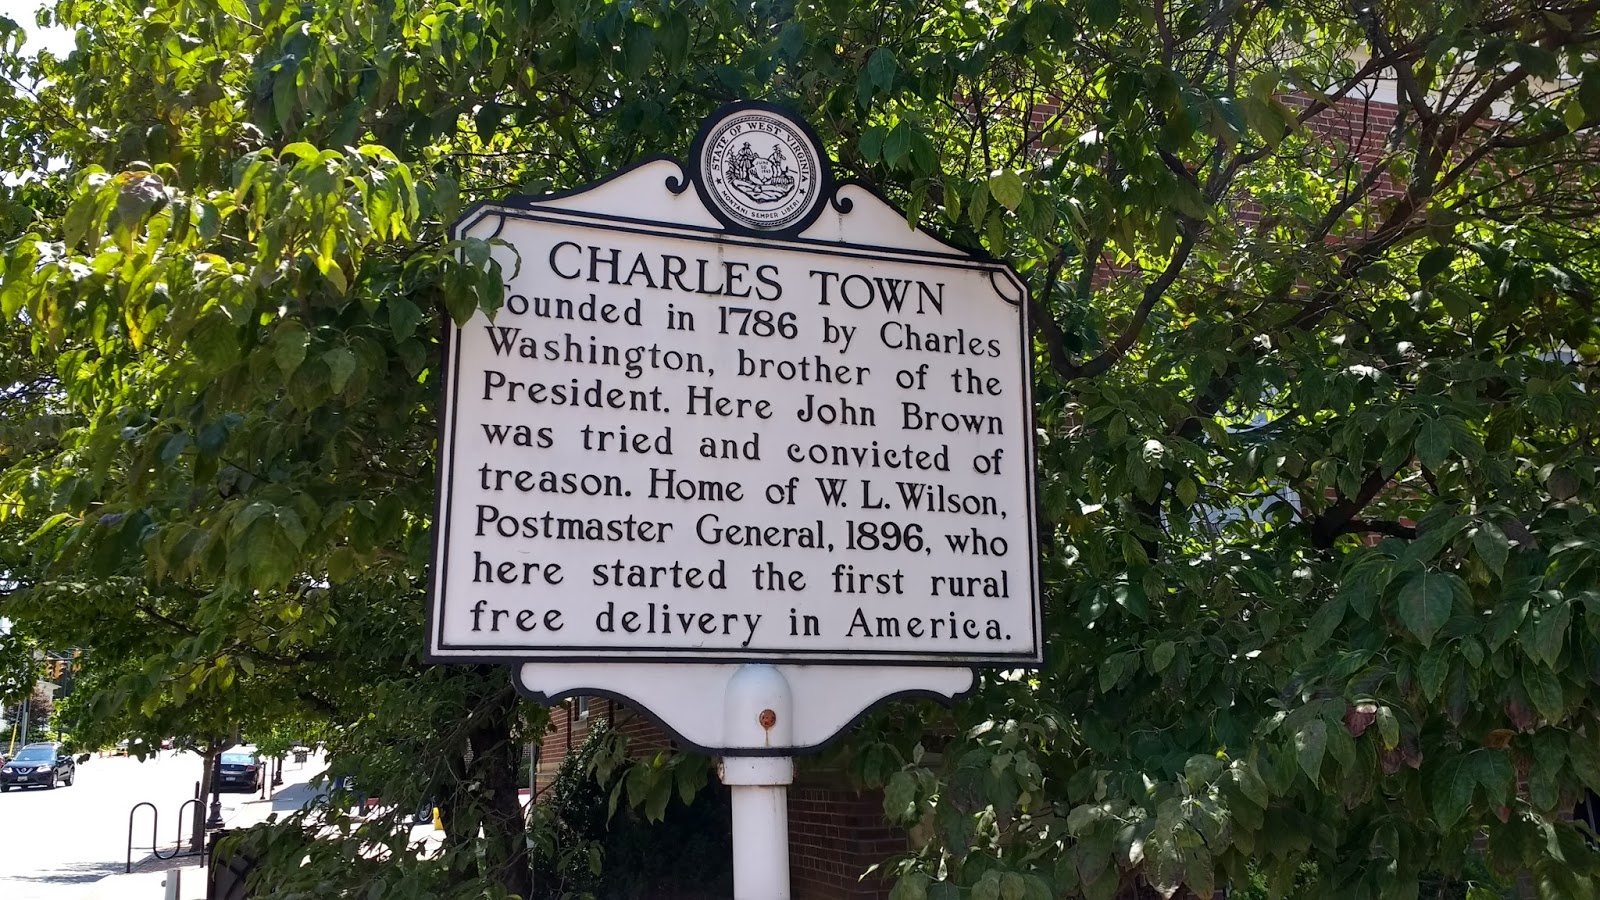 STATE OF WEST VIRGINIA
MONTANI SEMPER LIBERI
CHARLES TOWN
Founded in 1786 by Charles
Washington, brother of the
President. Here John Brown
was tried and convicted of
treason. Home of W. L. Wilson,
Postmaster General, 1896, who
here started the first rural
free delivery in America.